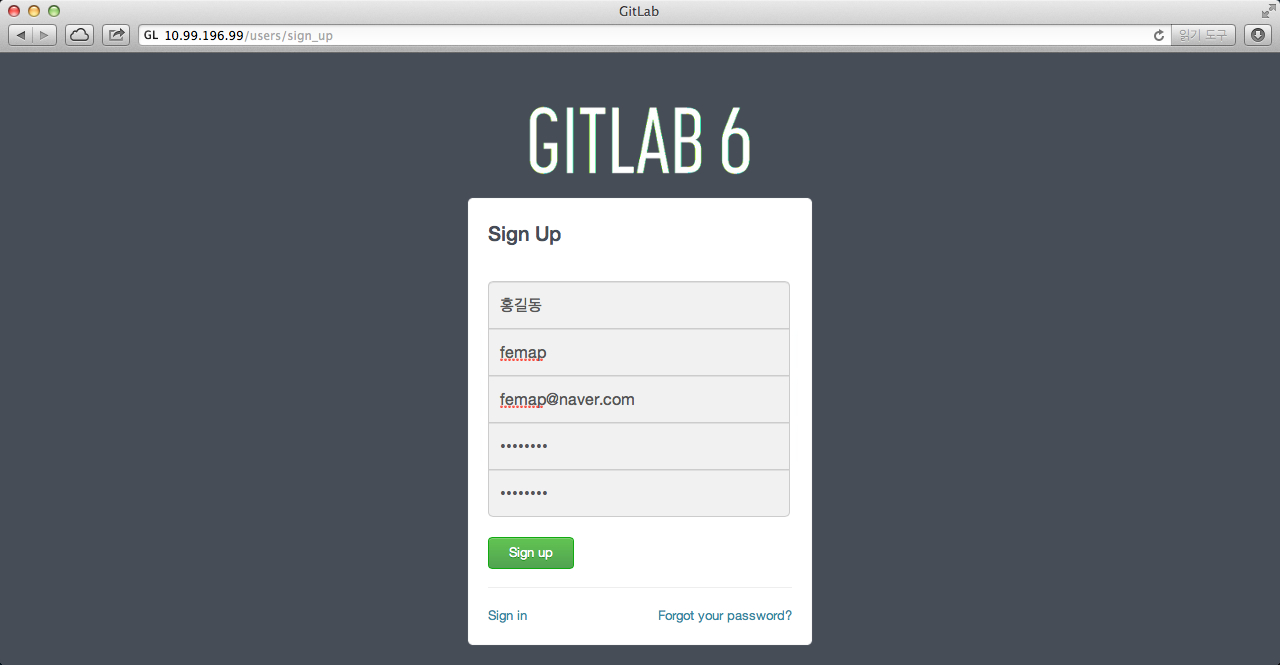 GitLab
GL 10.99.196.99/users/sign_up 읽기 도구
GITLAB 6
Sign Up
홍길동
femap
femap@naver.com
••••••••
••••••••
Sign up
Sign in Forgot your password?